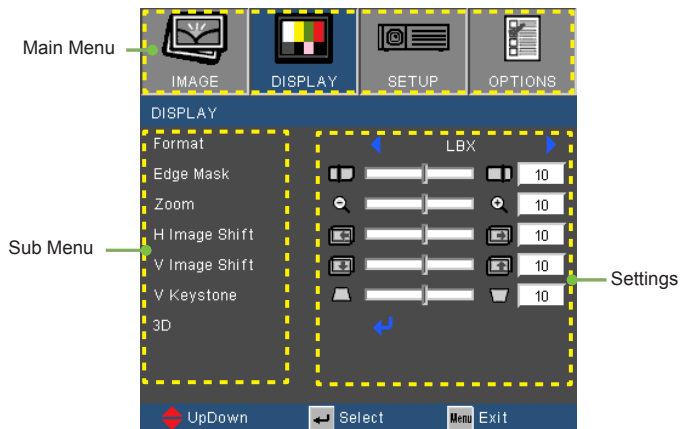 Main Menu
IMAGE DISPLAY SETUP OPTIONS
DISPLAY
Format LBX
Edge Mask 10
Zoom 10
H Image Shift 10
Sub Menu
V Image Shift 10
Settings
V Keystone 10
3D
UpDown Select Menu Exit